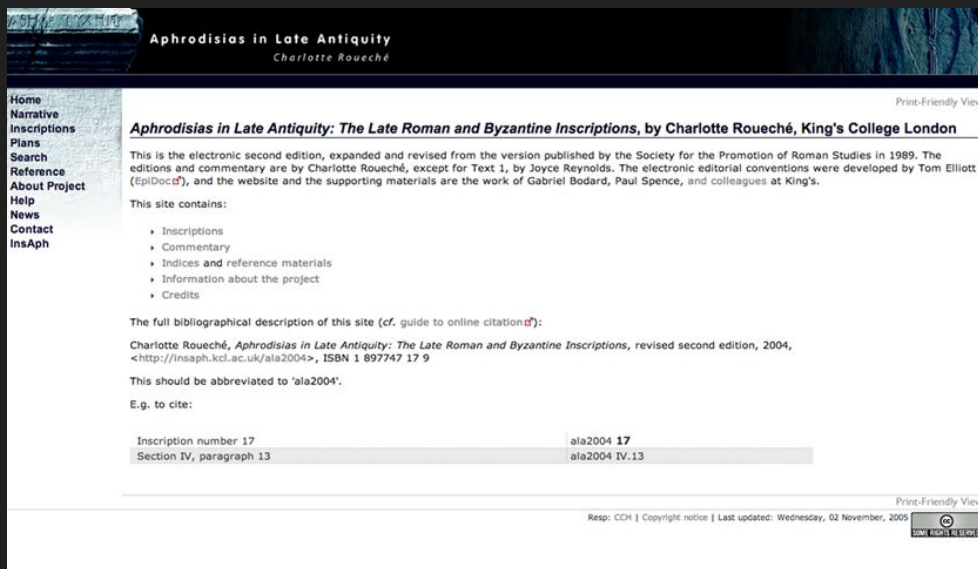 Aphrodisias in Late Antiquity
Charlotte Roueché
Home
Narrative
Inscriptions
Plans
Search
Reference
About Project
Help
News
Contact
InsAph
Print-Friendly View
Aphrodisias in Late Antiquity: The Late Roman and Byzantine Inscriptions, by Charlotte Roueché, King's College London
This is the electronic second edition, expanded and revised from the version published by the Society for the Promotion of Roman Studies in 1989. The
editions and commentary are by Charlotte Roueché, except for Text 1, by Joyce Reynolds. The electronic editorial conventions were developed by Tom Elliott
(EpiDoc), and the website and the supporting materials are the work of Gabriel Bodard, Paul Spence, and colleagues at King's.
This site contains:
Inscriptions
Commentary
Indices and reference materials
Information about the project
Credits
The full bibliographical description of this site (cf. guide to online citation):
Charlotte Roueché, Aphrodisias in Late Antiquity: The Late Roman and Byzantine Inscriptions, revised second edition, 2004,
<http://insaph.kcl.ac.uk/ala2004>, ISBN 1 897747 17 9
This should be abbreviated to 'ala2004'.
E.g. to cite:
Inscription number 17 ala2004 17
Section IV, paragraph 13 ala2004 IV.13
Print-Friendly View
Resp: CCH | Copyright notice | Last updated: Wednesday, 02 November, 2005
cc
SOME RIGHTS RESERVED